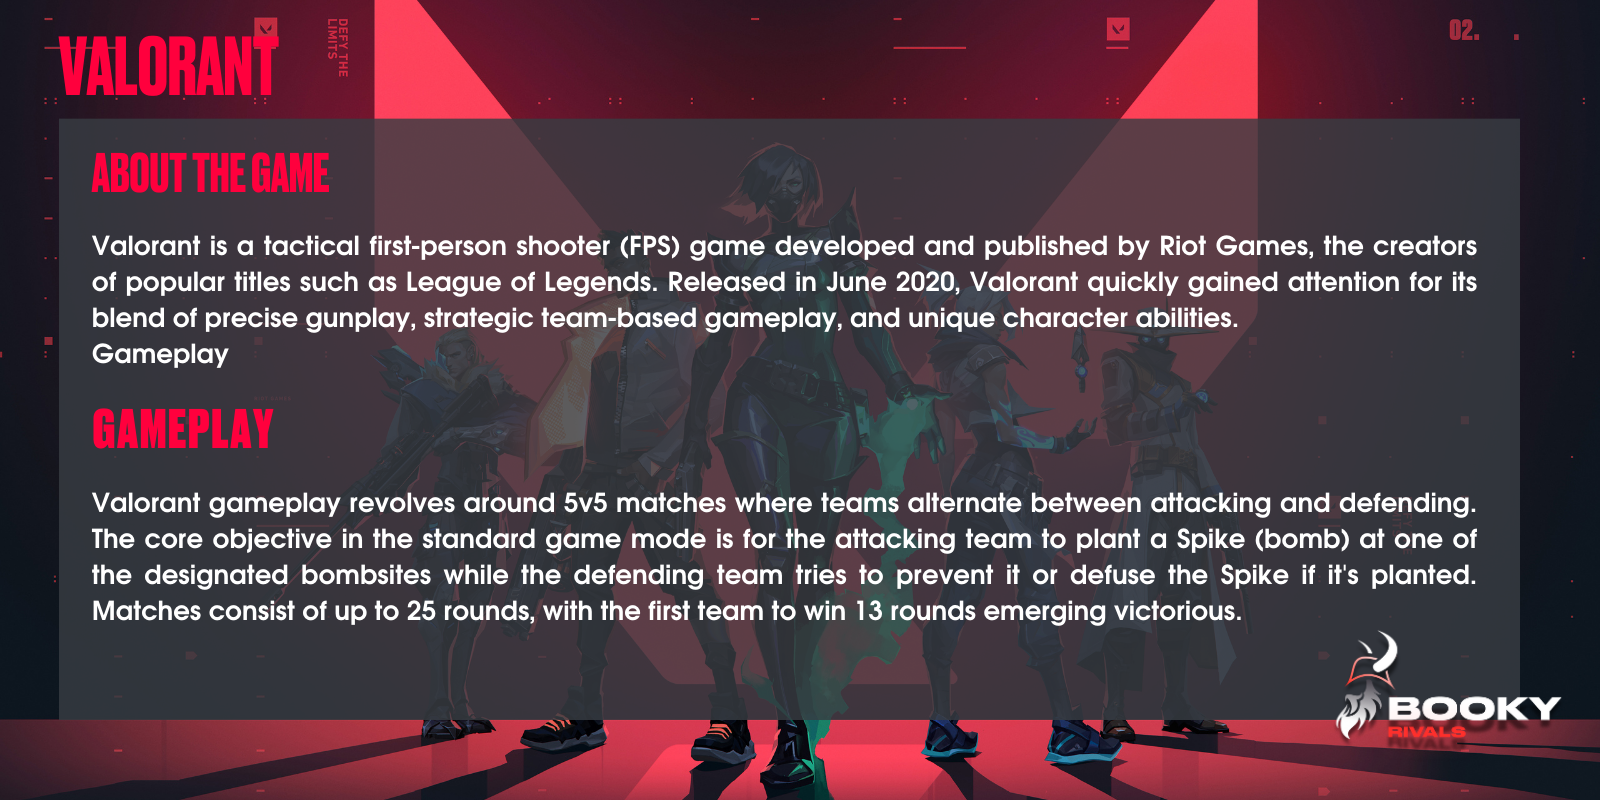 VALORANT
DEFY THE
LIMITS
02.
ABOUT THE GAME
Valorant is a tactical first-person shooter (FPS) game developed and published by Riot Games, the creators
of popular titles such as League of Legends. Released in June 2020, Valorant quickly gained attention for its
blend of precise gunplay, strategic team-based gameplay, and unique character abilities.
Gameplay
GAMEPLAY
Valorant gameplay revolves around 5v5 matches where teams alternate between attacking and defending.
The core objective in the standard game mode is for the attacking team to plant a Spike (bomb) at one of
the designated bombsites while the defending team tries to prevent it or defuse the Spike if it's planted.
Matches consist of up to 25 rounds, with the first team to win 13 rounds emerging victorious.
BOOKY
RIVALS